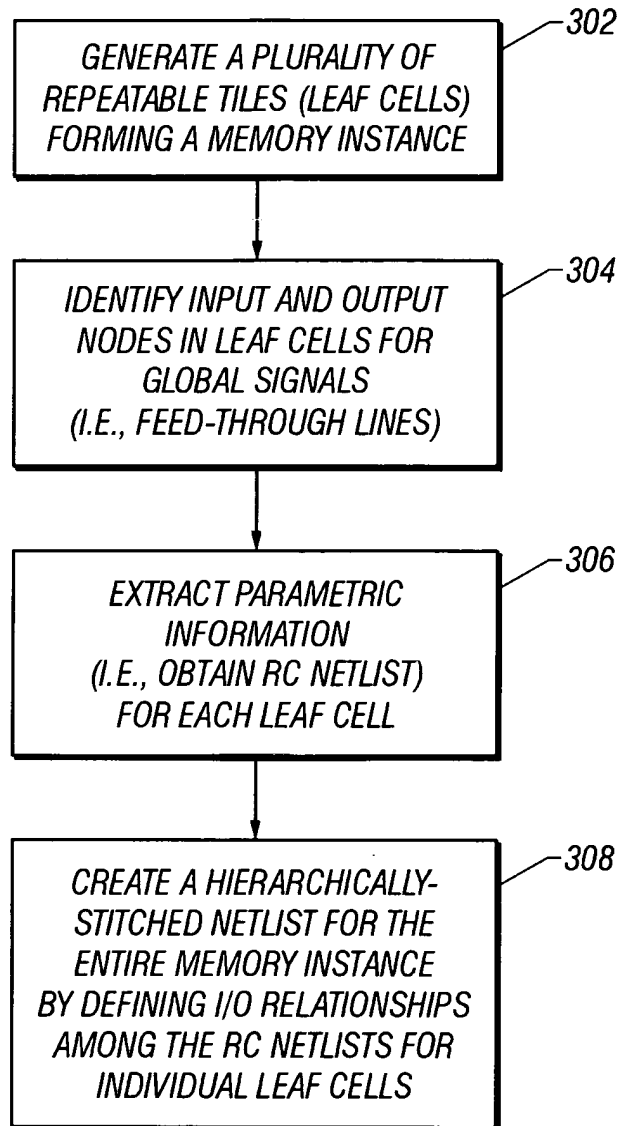 302
GENERATE A PLURALITY OF
REPEATABLE TILES (LEAF CELLS)
FORMING A MEMORY INSTANCE
304
IDENTIFY INPUT AND OUTPUT
NODES IN LEAF CELLS FOR
GLOBAL SIGNALS
(I.E., FEED-THROUGH LINES)
306
EXTRACT PARAMETRIC
INFORMATION
(I.E., OBTAIN RC NETLIST)
FOR EACH LEAF CELL
308
CREATE A HIERARCHICALLY-
STITCHED NETLIST FOR THE
ENTIRE MEMORY INSTANCE
BY DEFINING I/O RELATIONSHIPS
AMONG THE RC NETLISTS FOR
INDIVIDUAL LEAF CELLS